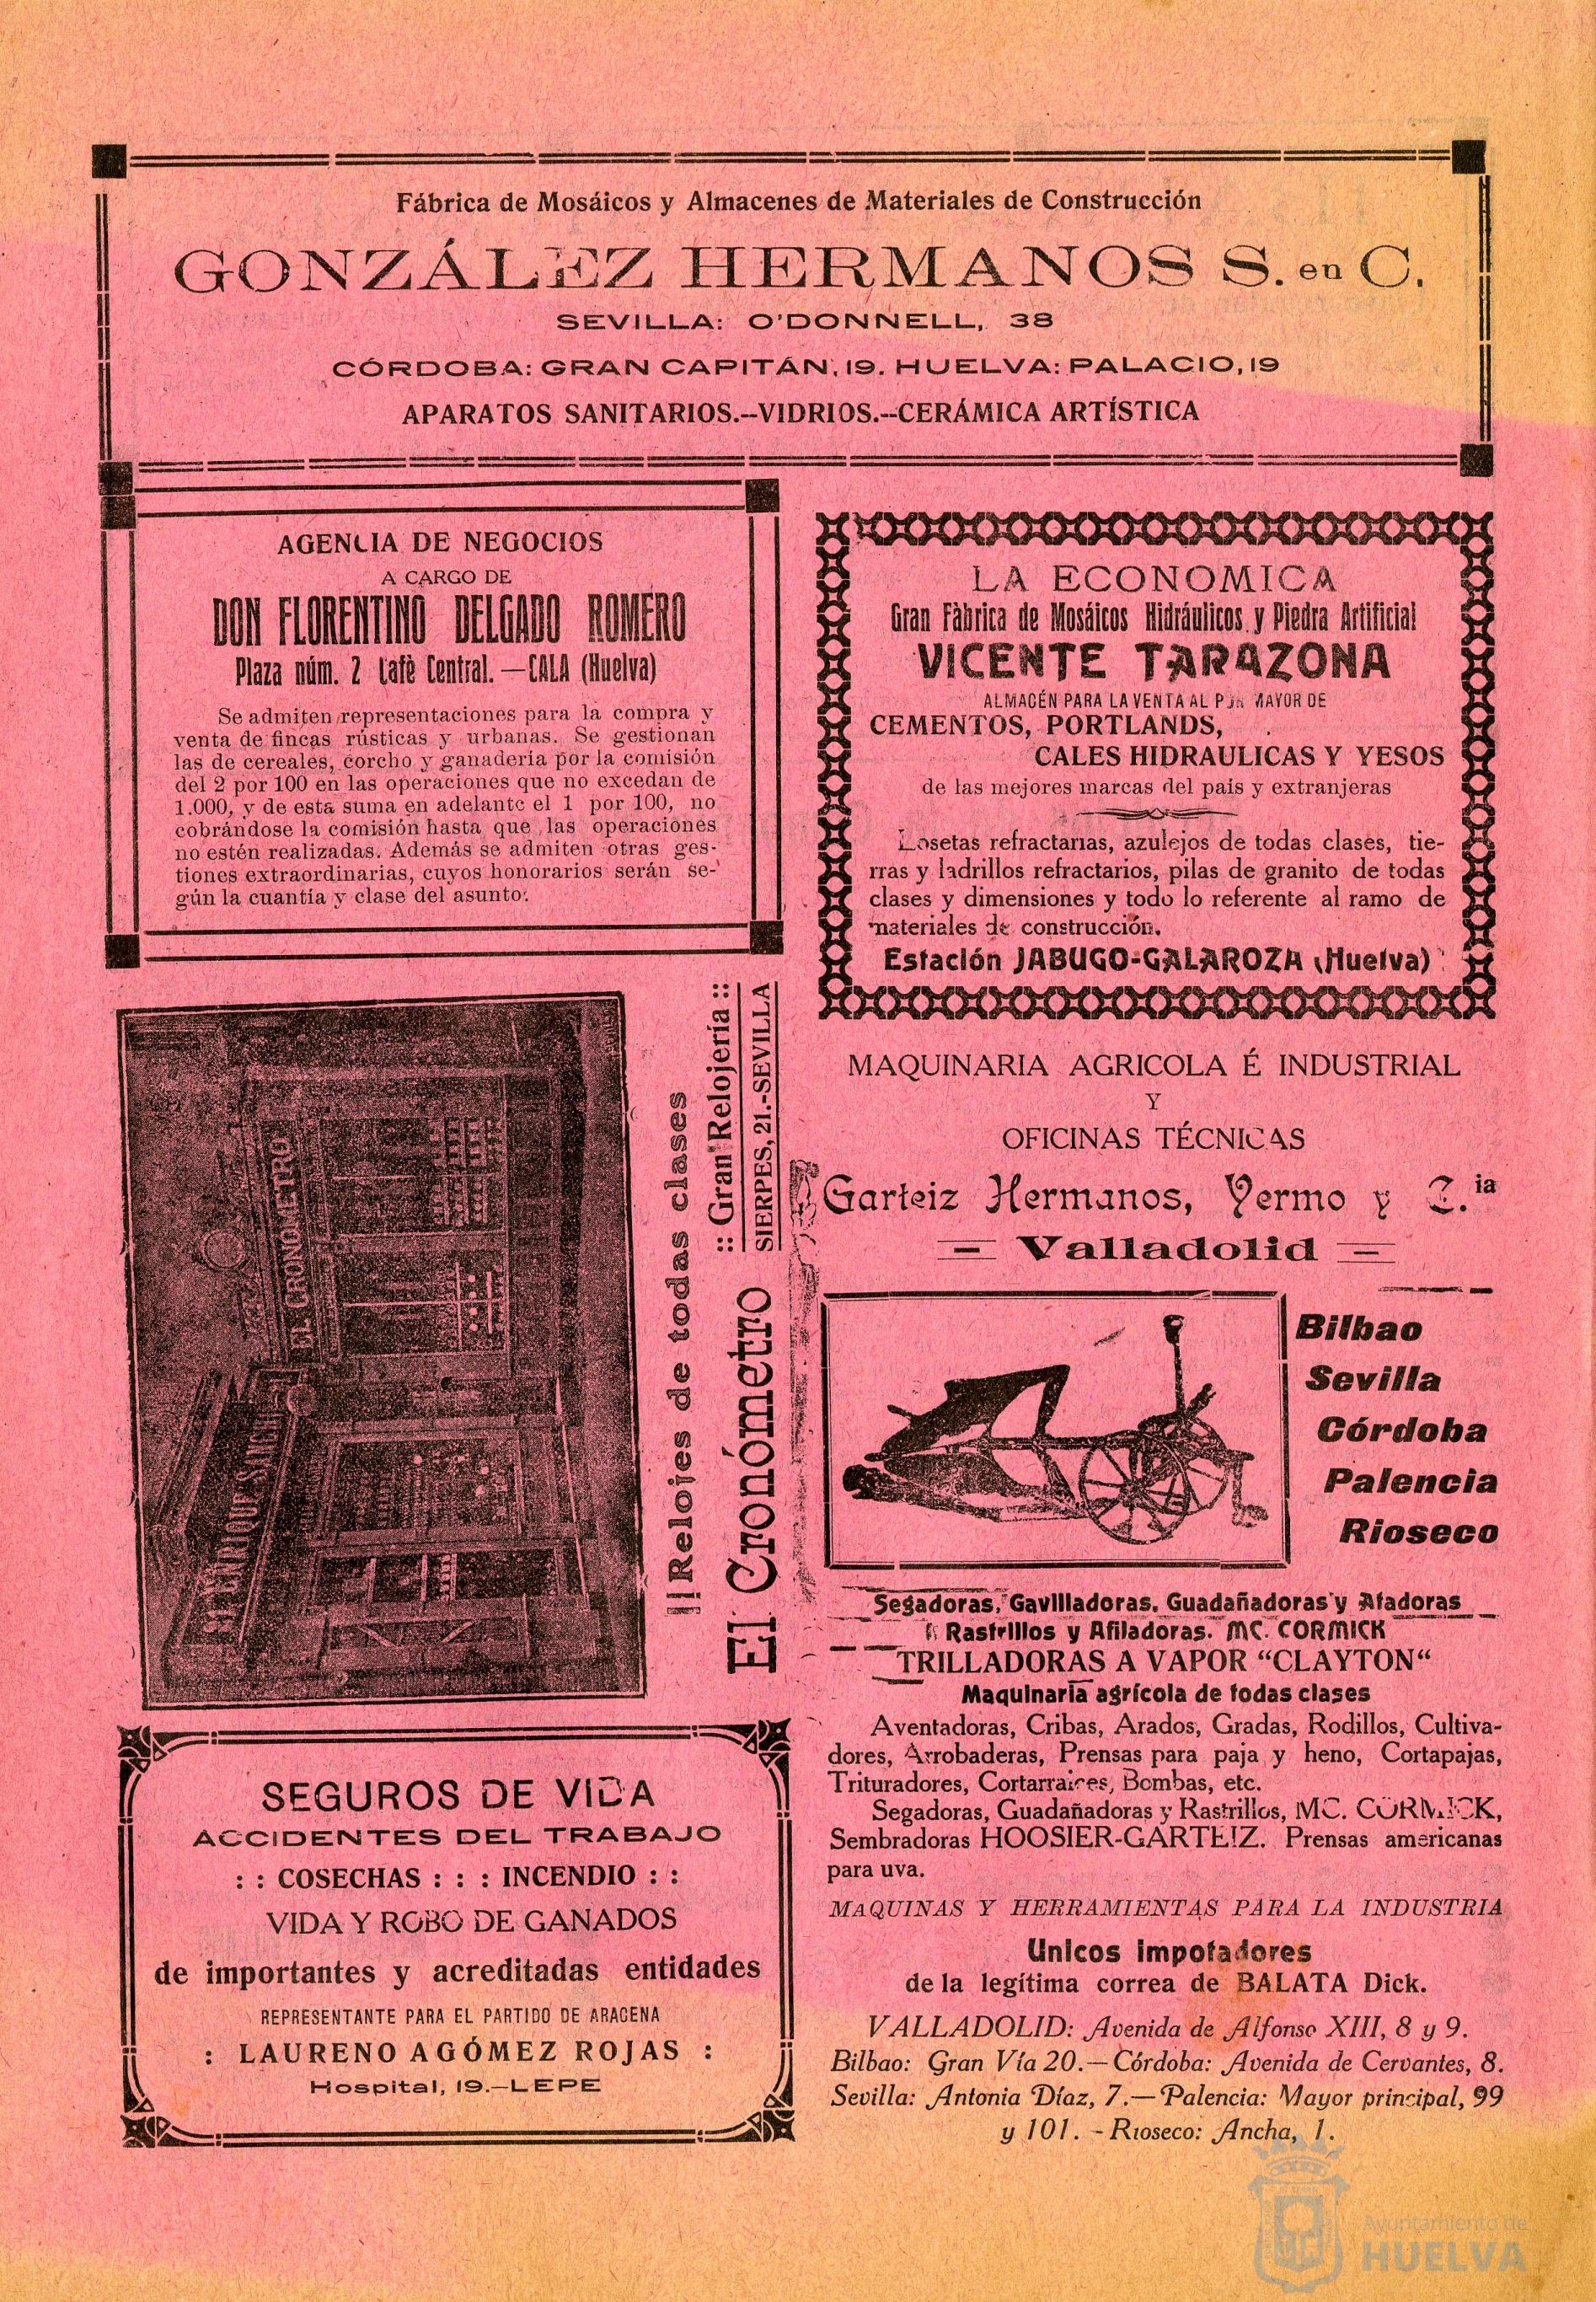 Fábrica de Mosáicos y Almacenes de Materiales de Construcción
GONZÁLEZ HERMANOS S. en C.
SEVILLA: O'DONNELL, 38
CÓRDOBA: GRAN CAPITÁN, 19. HUELVA: PALACIO, 19
APARATOS SANITARIOS.--VIDRIOS.--CERÁMICA ARTÍSTICA
AGENCIA DE NEGOCIOS
A CARGO DE
DON FLORENTINO DELGADO ROMERO
Plaza núm. 2 Cafè Central.—CALA (Huelva)
Se admiten representaciones para la compra y
venta de fincas rústicas y urbanas. Se gestionan
las de cereales, corcho y ganadería por la comisión
del 2 por 100 en las operaciones que no excedan de
1.000, y de esta suma en adelante el 1 por 100, no
cobrándose la comisión hasta que las operaciones
no estén realizadas. Además se admiten otras ges-
tiones extraordinarias, cuyos honorarios serán se-
gún la cuantía y clase del asunto.
LA ECONOMICA
Gran Fàbrica de Mosáicos Hidráulicos y Piedra Artificial
VICENTE TARAZONA
ALMACÉN PARA LA VENTA AL POR MAYOR DE
CEMENTOS, PORTLANDS,
CALES HIDRAULICAS Y YESOS
de las mejores marcas del país y extranjeras
Losetas refractarias, azulejos de todas clases, tie-
rras y ladrillos refractarios, pilas de granito de todas
clases y dimensiones y todo lo referente al ramo de
materiales de construcción.
Estación JABUGO-GALAROZA (Huelva)
EL CRONOMETRO
Relojes de todas clases
El Cronómetro
:: Gran Relojería ::
SIERPES, 21.-SEVILLA
MAQUINARIA AGRICOLA É INDUSTRIAL
Y
OFICINAS TÉCNICAS
Garteiz Hermanos, Yermo y C.ia
Valladolid
Bilbao
Sevilla
Córdoba
Palencia
Rioseco
Segadoras, Gavilladoras, Guadañadoras y Atadoras
Rastrillos y Afiladoras. MC. CORMICK
TRILLADORAS A VAPOR "CLAYTON"
Maquinaria agrícola de todas clases
Aventadoras, Cribas, Arados, Gradas, Rodillos, Cultiva-
dores, Arrobaderas, Prensas para paja y heno, Cortapajas,
Trituradores, Cortarraices, Bombas, etc.
Segadoras, Guadañadoras y Rastrillos, MC. CORMICK,
Sembradoras HOOSIER-GARTEIZ. Prensas americanas
para uva.
MAQUINAS Y HERRAMIENTAS PARA LA INDUSTRIA
Unicos impotadores
de la legítima correa de BALATA Dick.
VALLADOLID: Avenida de Alfonso XIII, 8 y 9.
Bilbao: Gran Vía 20.—Córdoba: Avenida de Cervantes, 8.
Sevilla: Antonia Díaz, 7.—Palencia: Mayor principal, 99
y 101. - Rioseco: Ancha, 1.
SEGUROS DE VIDA
ACCIDENTES DEL TRABAJO
: : COSECHAS : : : INCENDIO : :
VIDA Y ROBO DE GANADOS
de importantes y acreditadas entidades
REPRESENTANTE PARA EL PARTIDO DE ARACENA
: LAURENO AGÓMEZ ROJAS :
Hospital, 19.—LEPE
Ayuntamiento de
HUELVA